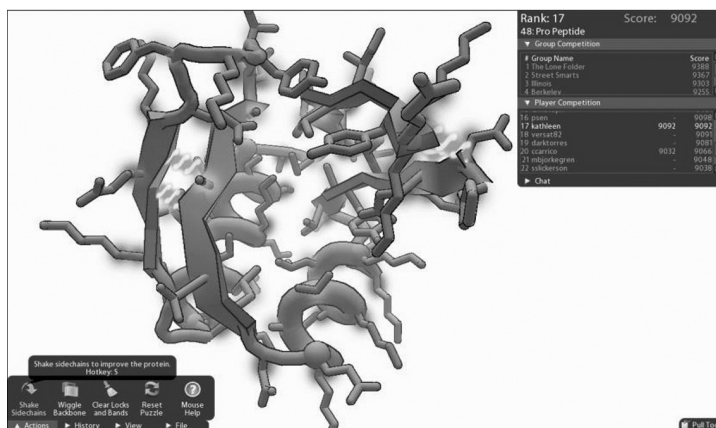 Rank: 17 Score: 9092
48: Pro Peptide
▼ Group Competition
# Group Name Score
1 The Lone Folder 9388
2 Street Smarts 9367
3 Illinois 9303
4 Berkeley 9255
▼ Player Competition
16 psen - 9098
17 kathleen 9092 9092
18 versat82 - 9091
19 darktorres - 9081
20 ccarrico 9032 9066
21 mbjorkegren - 9048
22 sslickerson - 9038
▶ Chat
Shake sidechains to improve the protein.
Hotkey: S
Shake Sidechains
Wiggle Backbone
Clear Locks and Bands
Reset Puzzle
Mouse Help
▲ Actions ▶ History ▶ View ▶ File
Pull